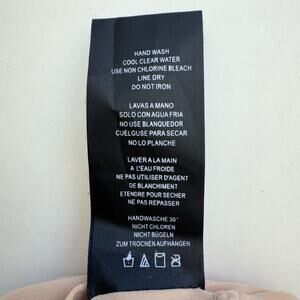 HAND WASH
COOL CLEAR WATER
USE NON CHLORINE BLEACH
LINE DRY
DO NOT IRON
LAVAS A MANO
SOLO CON AGUA FRIA
NO USE BLANQUEDOR
CUELGUSE PARA SECAR
NO LO PLANCHE
LAVER A LA MAIN
A L'EAU FROIDE
NE PAS UTILISER D'AGENT
DE BLANCHIMENT
ETENDRE POUR SECHER
NE PAS REPASSER
HANDWASCHE 30°
NICHT CHLOREN
NICHT BÜGELN
ZUM TROCNEN AUFHÄNGEN